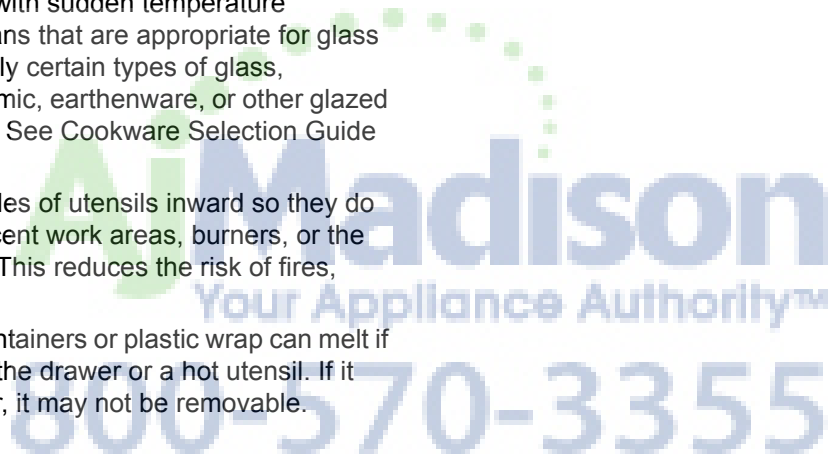 with sudden temperature
ans that are appropriate for glass
ly certain types of glass,
mic, earthenware, or other glazed
See Cookware Selection Guide
les of utensils inward so they do
cent work areas, burners, or the
This reduces the risk of fires,
ntainers or plastic wrap can melt if
the drawer or a hot utensil. If it
r, it may not be removable.
AjMadison
Your Appliance Authority™
800-570-3355